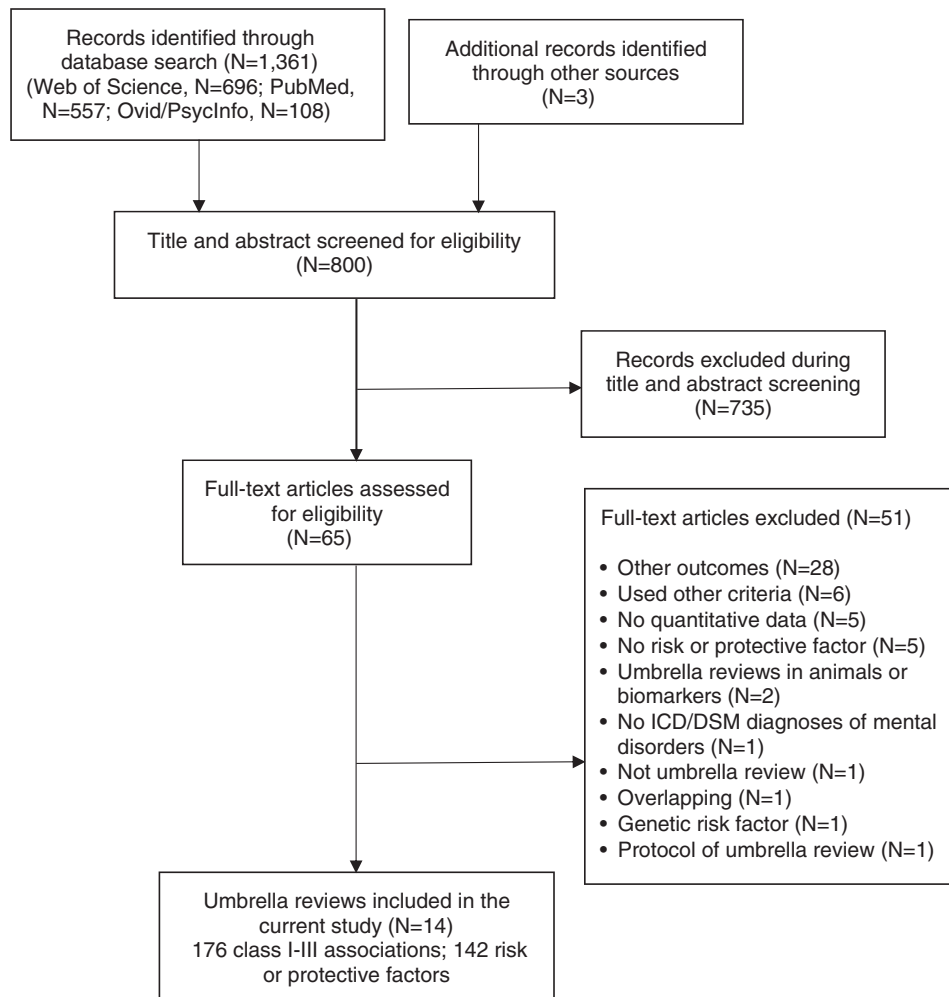 Records identified through
database search (N=1,361)
(Web of Science, N=696; PubMed,
N=557; Ovid/PsycInfo, N=108)
Additional records identified
through other sources
(N=3)
Title and abstract screened for eligibility
(N=800)
Records excluded during
title and abstract screening
(N=735)
Full-text articles assessed
for eligibility
(N=65)
Full-text articles excluded (N=51)
• Other outcomes (N=28)
• Used other criteria (N=6)
• No quantitative data (N=5)
• No risk or protective factor (N=5)
• Umbrella reviews in animals or
biomarkers (N=2)
• No ICD/DSM diagnoses of mental
disorders (N=1)
• Not umbrella review (N=1)
• Overlapping (N=1)
• Genetic risk factor (N=1)
• Protocol of umbrella review (N=1)
Umbrella reviews included in the
current study (N=14)
176 class I-III associations; 142 risk
or protective factors